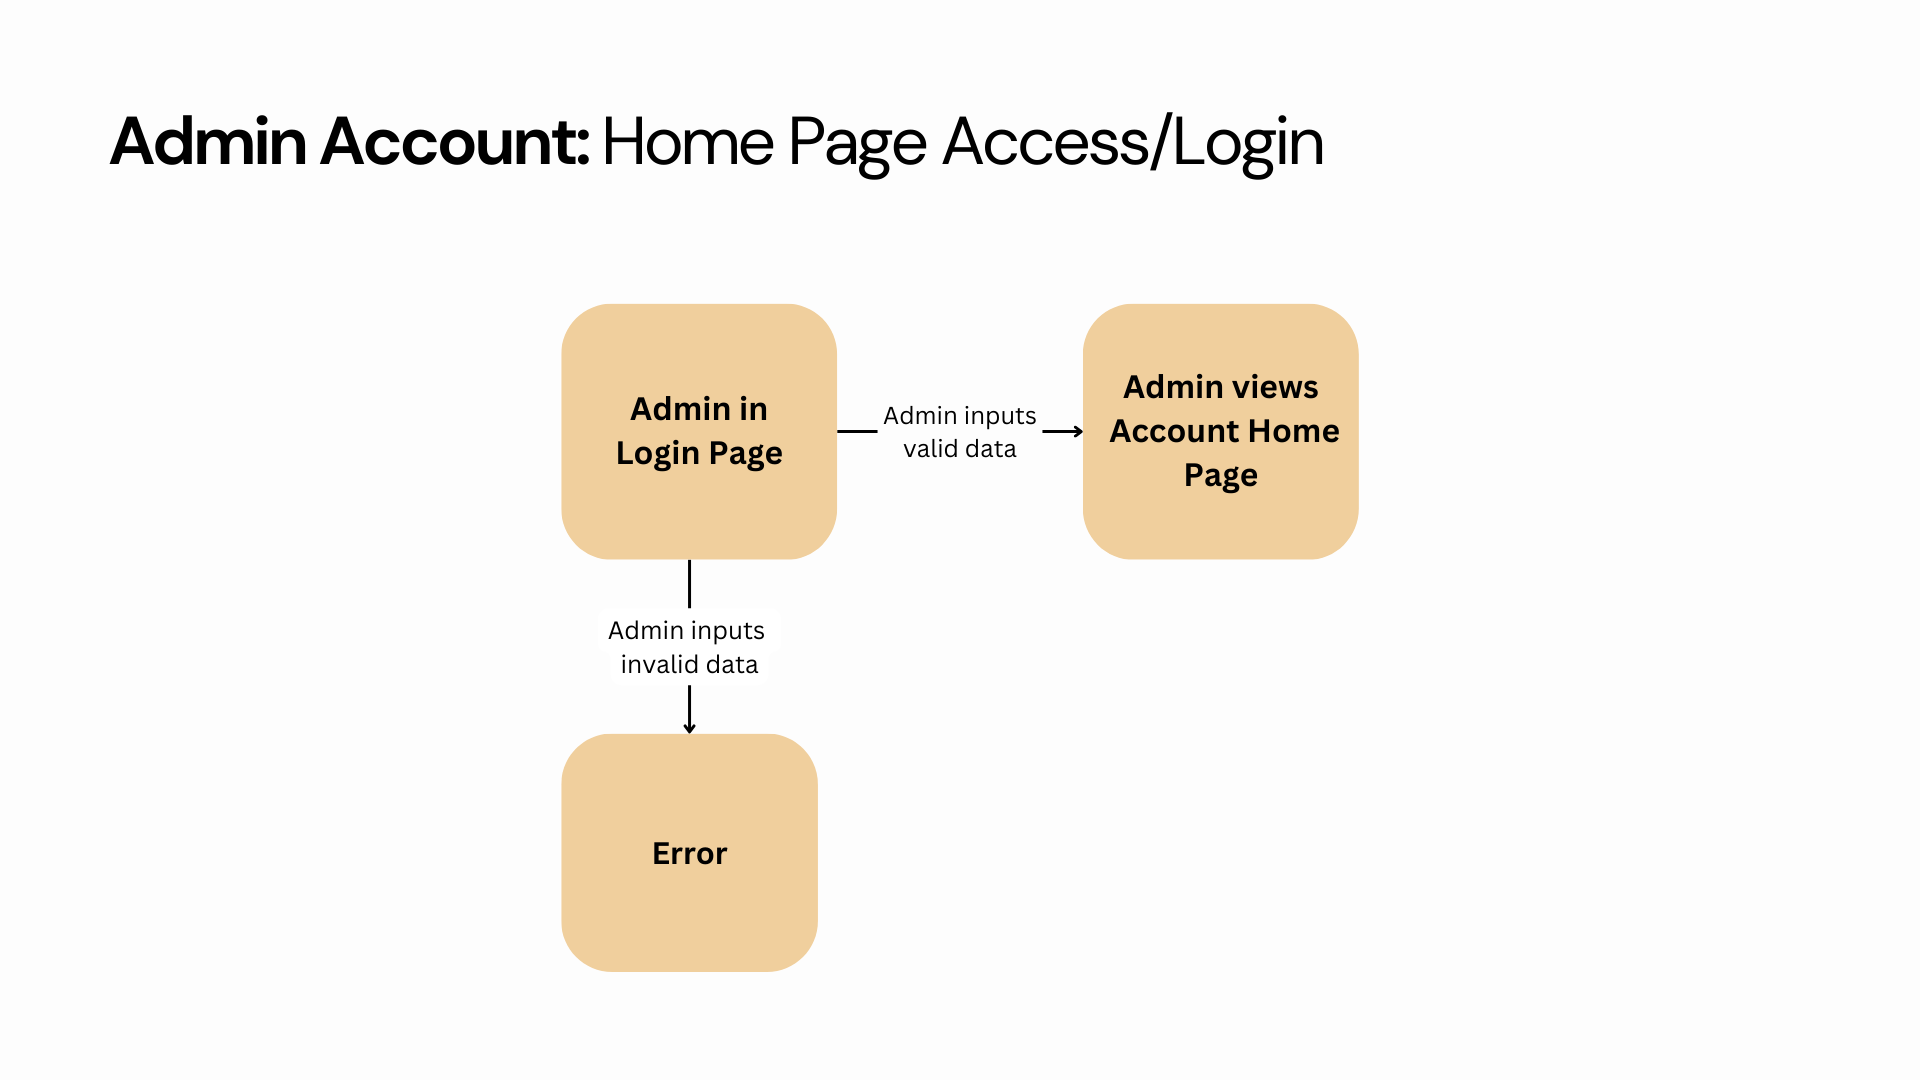 Admin Account: Home Page Access/Login
Admin in
Login Page
Admin inputs
valid data
Admin views
Account Home
Page
Admin inputs
invalid data
Error